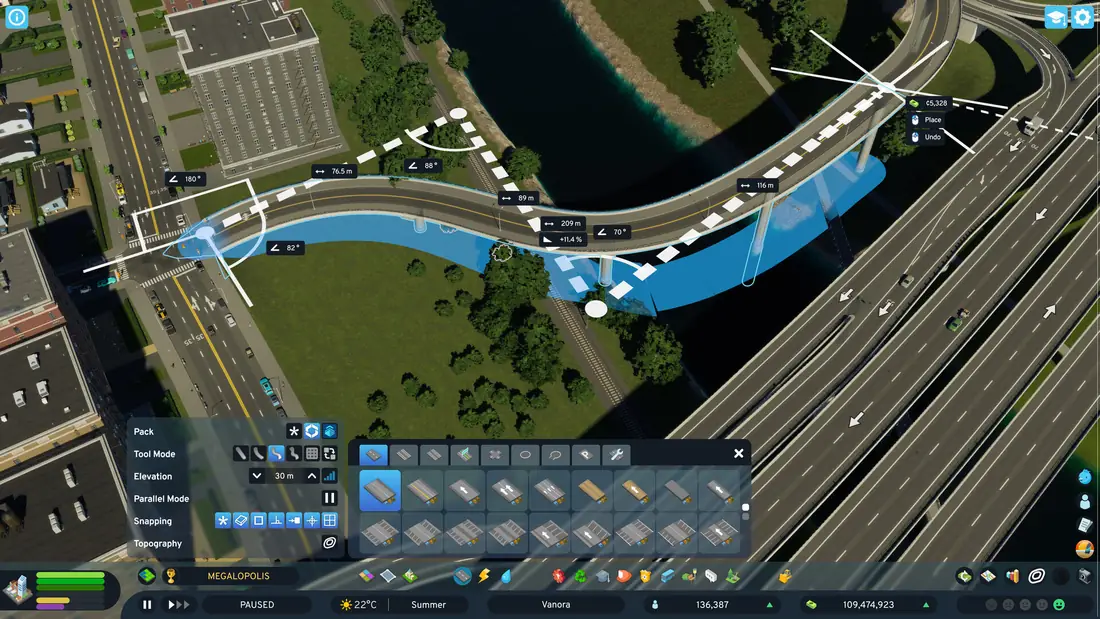 ¢5,328
Place
Undo
88°
76.5 m
180°
116 m
89 m
209 m
70°
+11.4 %
82°
35
Pack
Tool Mode
Elevation
30 m
Parallel Mode
Snapping
Topography
MEGALOPOLIS
PAUSED
22°C
Summer
Vanora
136,387
109,474,923